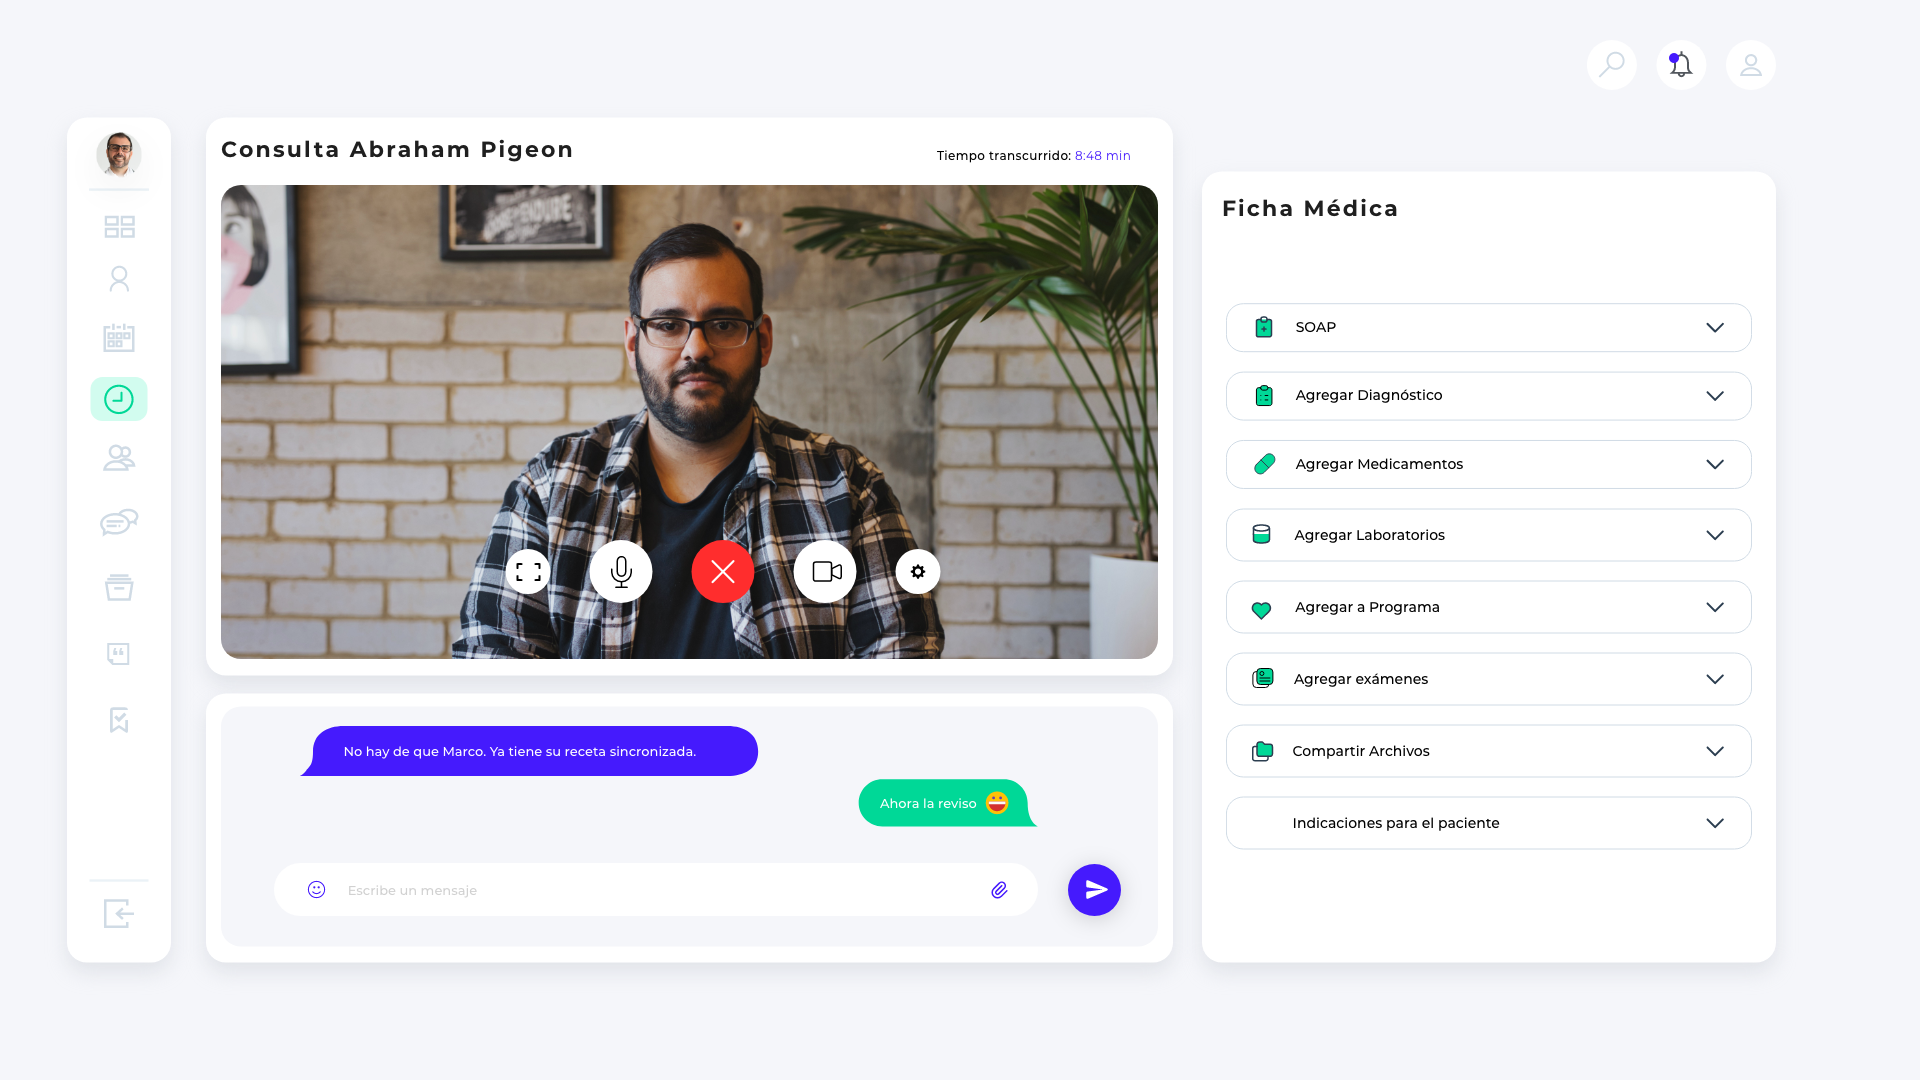 Consulta Abraham Pigeon
Tiempo transcurrido: 8:48 min
No hay de que Marco. Ya tiene su receta sincronizada.
Ahora la reviso 😀
Escribe un mensaje
Ficha Médica
SOAP
Agregar Diagnóstico
Agregar Medicamentos
Agregar Laboratorios
Agregar a Programa
Agregar exámenes
Compartir Archivos
Indicaciones para el paciente